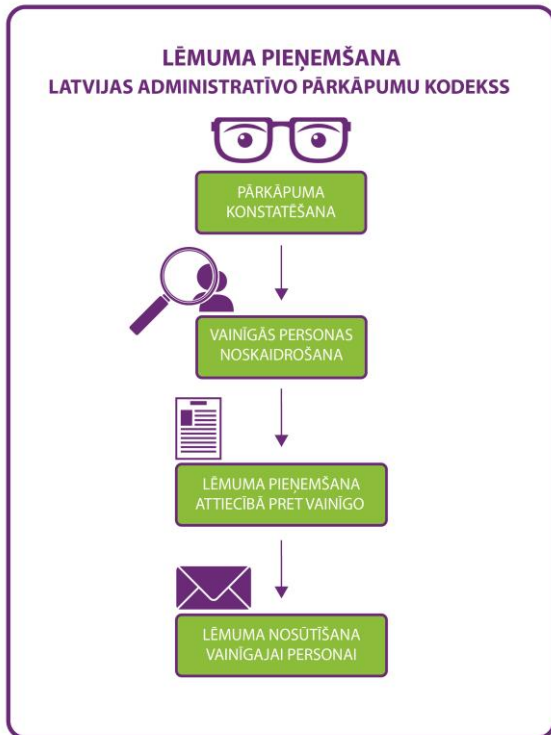 LĒMUMA PIEŅEMŠANA
LATVIJAS ADMINISTRATĪVO PĀRKĀPUMU KODEKSS
PĀRKĀPUMA
KONSTATĒŠANA
VAINĪGĀS PERSONAS
NOSKAIDROŠANA
LĒMUMA PIEŅEMŠANA
ATTIECĪBĀ PRET VAINĪGO
LĒMUMA NOSŪTĪŠANA
VAINĪGAJAI PERSONAI